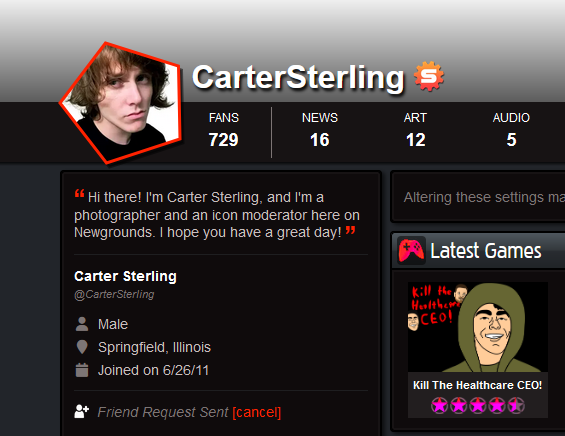 CarterSterling
FANS NEWS ART AUDIO
729 16 12 5
Hi there! I'm Carter Sterling, and I'm a
photographer and an icon moderator here on
Newgrounds. I hope you have a great day!
Carter Sterling
@CarterSterling
Male
Springfield, Illinois
Joined on 6/26/11
Friend Request Sent [cancel]
Altering these settings ma
Latest Games
Kill the
Healthcare
CEO!
Kill The Healthcare CEO!